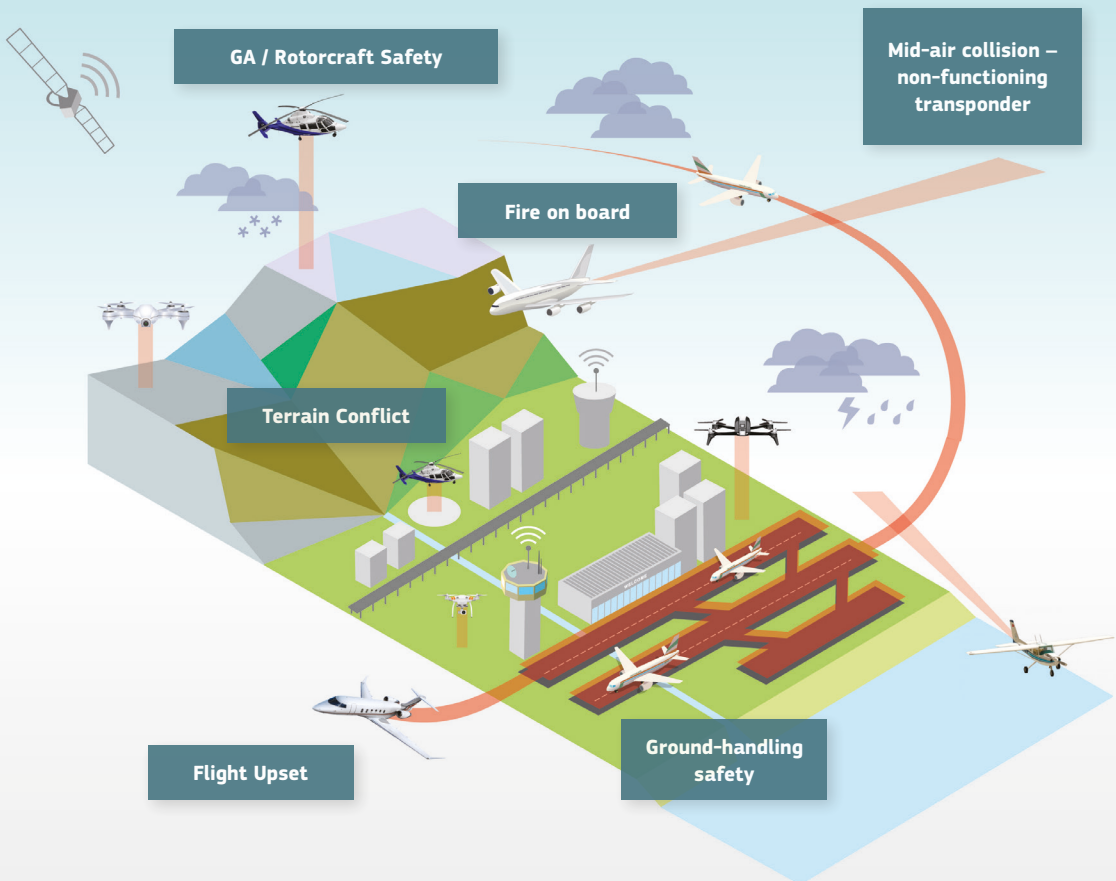 GA / Rotorcraft Safety
Mid-air collision –
non-functioning
transponder
Fire on board
Terrain Conflict
Ground-handling
safety
Flight Upset